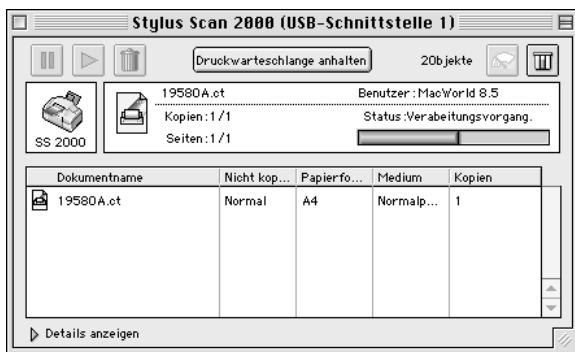 Stylus Scan 2000 (USB-Schnittstelle 1)
Druckwarteschlange anhalten
2Objekte
SS 2000
19580A.ct
Benutzer:MacWorld 8.5
Kopien:1/1
Status:Verabeitungsvorgang.
Seiten:1/1
Dokumentname Nicht kop... Papierfo... Medium Kopien
19580A.ct Normal A4 Normalp... 1
Details anzeigen